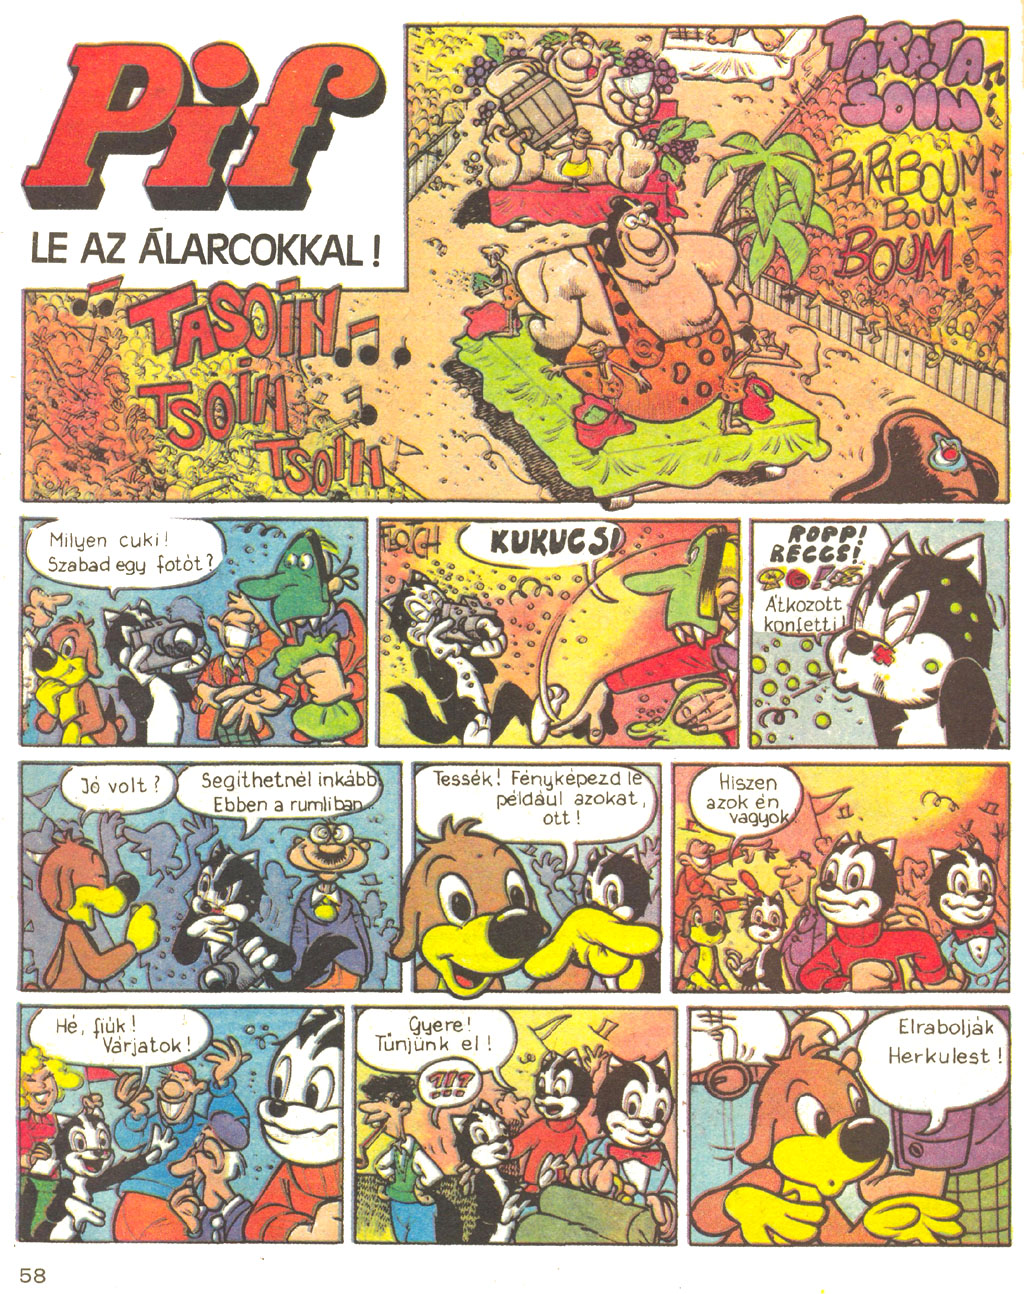 Pif
LE AZ ÁLARCOKKAL!
TARATA
SOIN
BARABOUM
BOUM
BOUM
TASOIN
TSOIN
TSOIN
Milyen cuki!
Szabad egy fotót?
FLOTCH
KUKUCS!
ROPP!
RECCS!
Átkozott
konfetti!
Jó volt?
Segíthetnél inkább
Ebben a rumliban
Tessék! Fényképezd le
például azokat,
ott!
Hiszen
azok én
vagyok!
Hé, fiúk!
Várjatok!
Gyere!
Tűnjünk el!
?!?
...
Elrabolják
Herkulest!
58